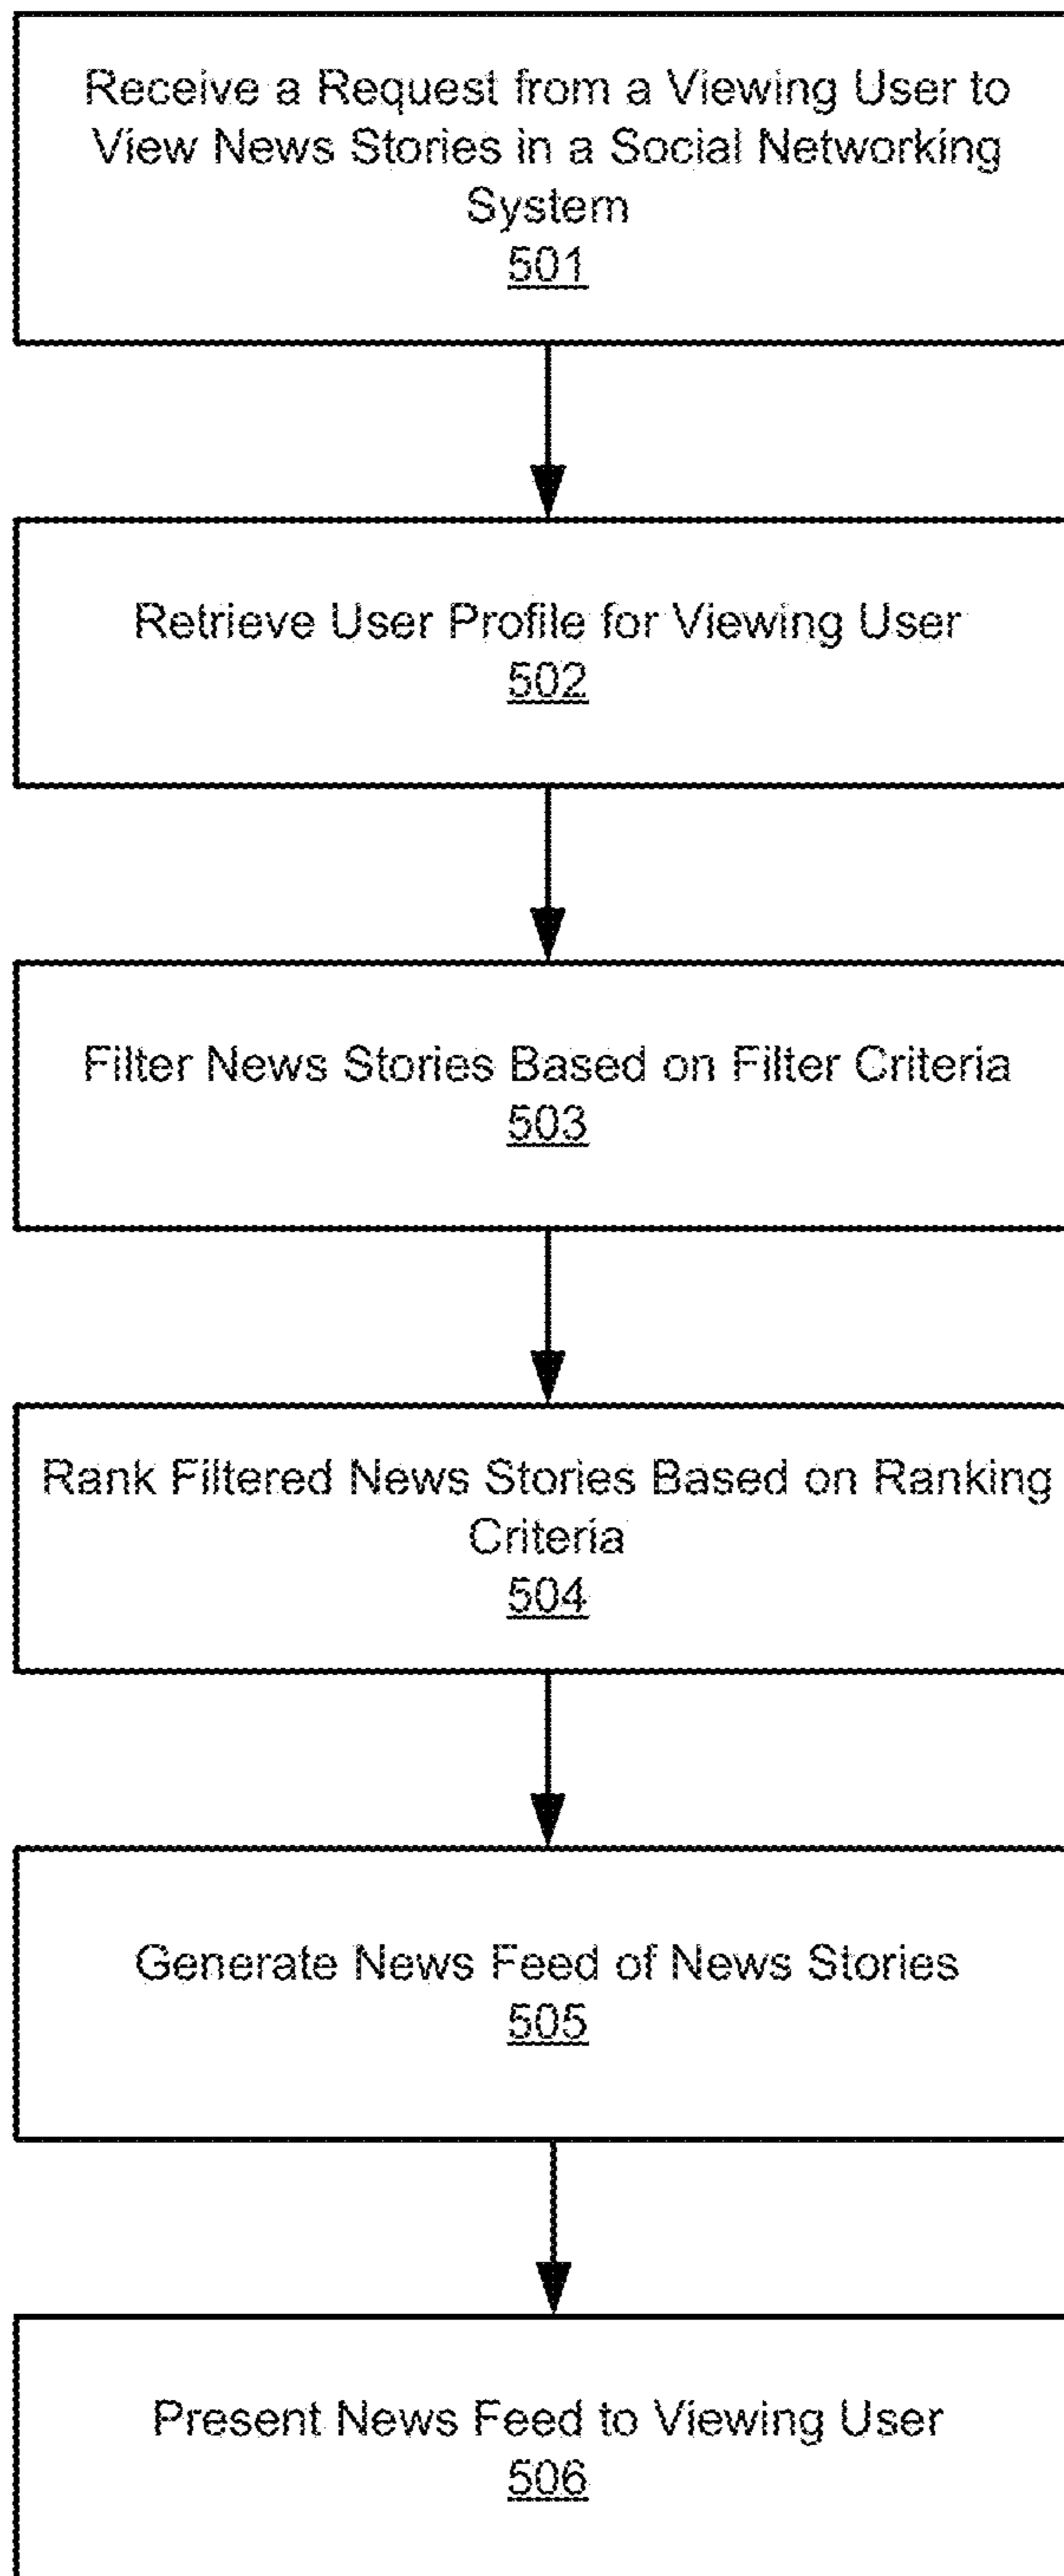 Receive a Request from a Viewing User to
View News Stories in a Social Networking
System
501
Retrieve User Profile for Viewing User
502
Filter News Stories Based on Filter Criteria
503
Rank Filtered News Stories Based on Ranking
Criteria
504
Generate News Feed of News Stories
505
Present News Feed to Viewing User
506